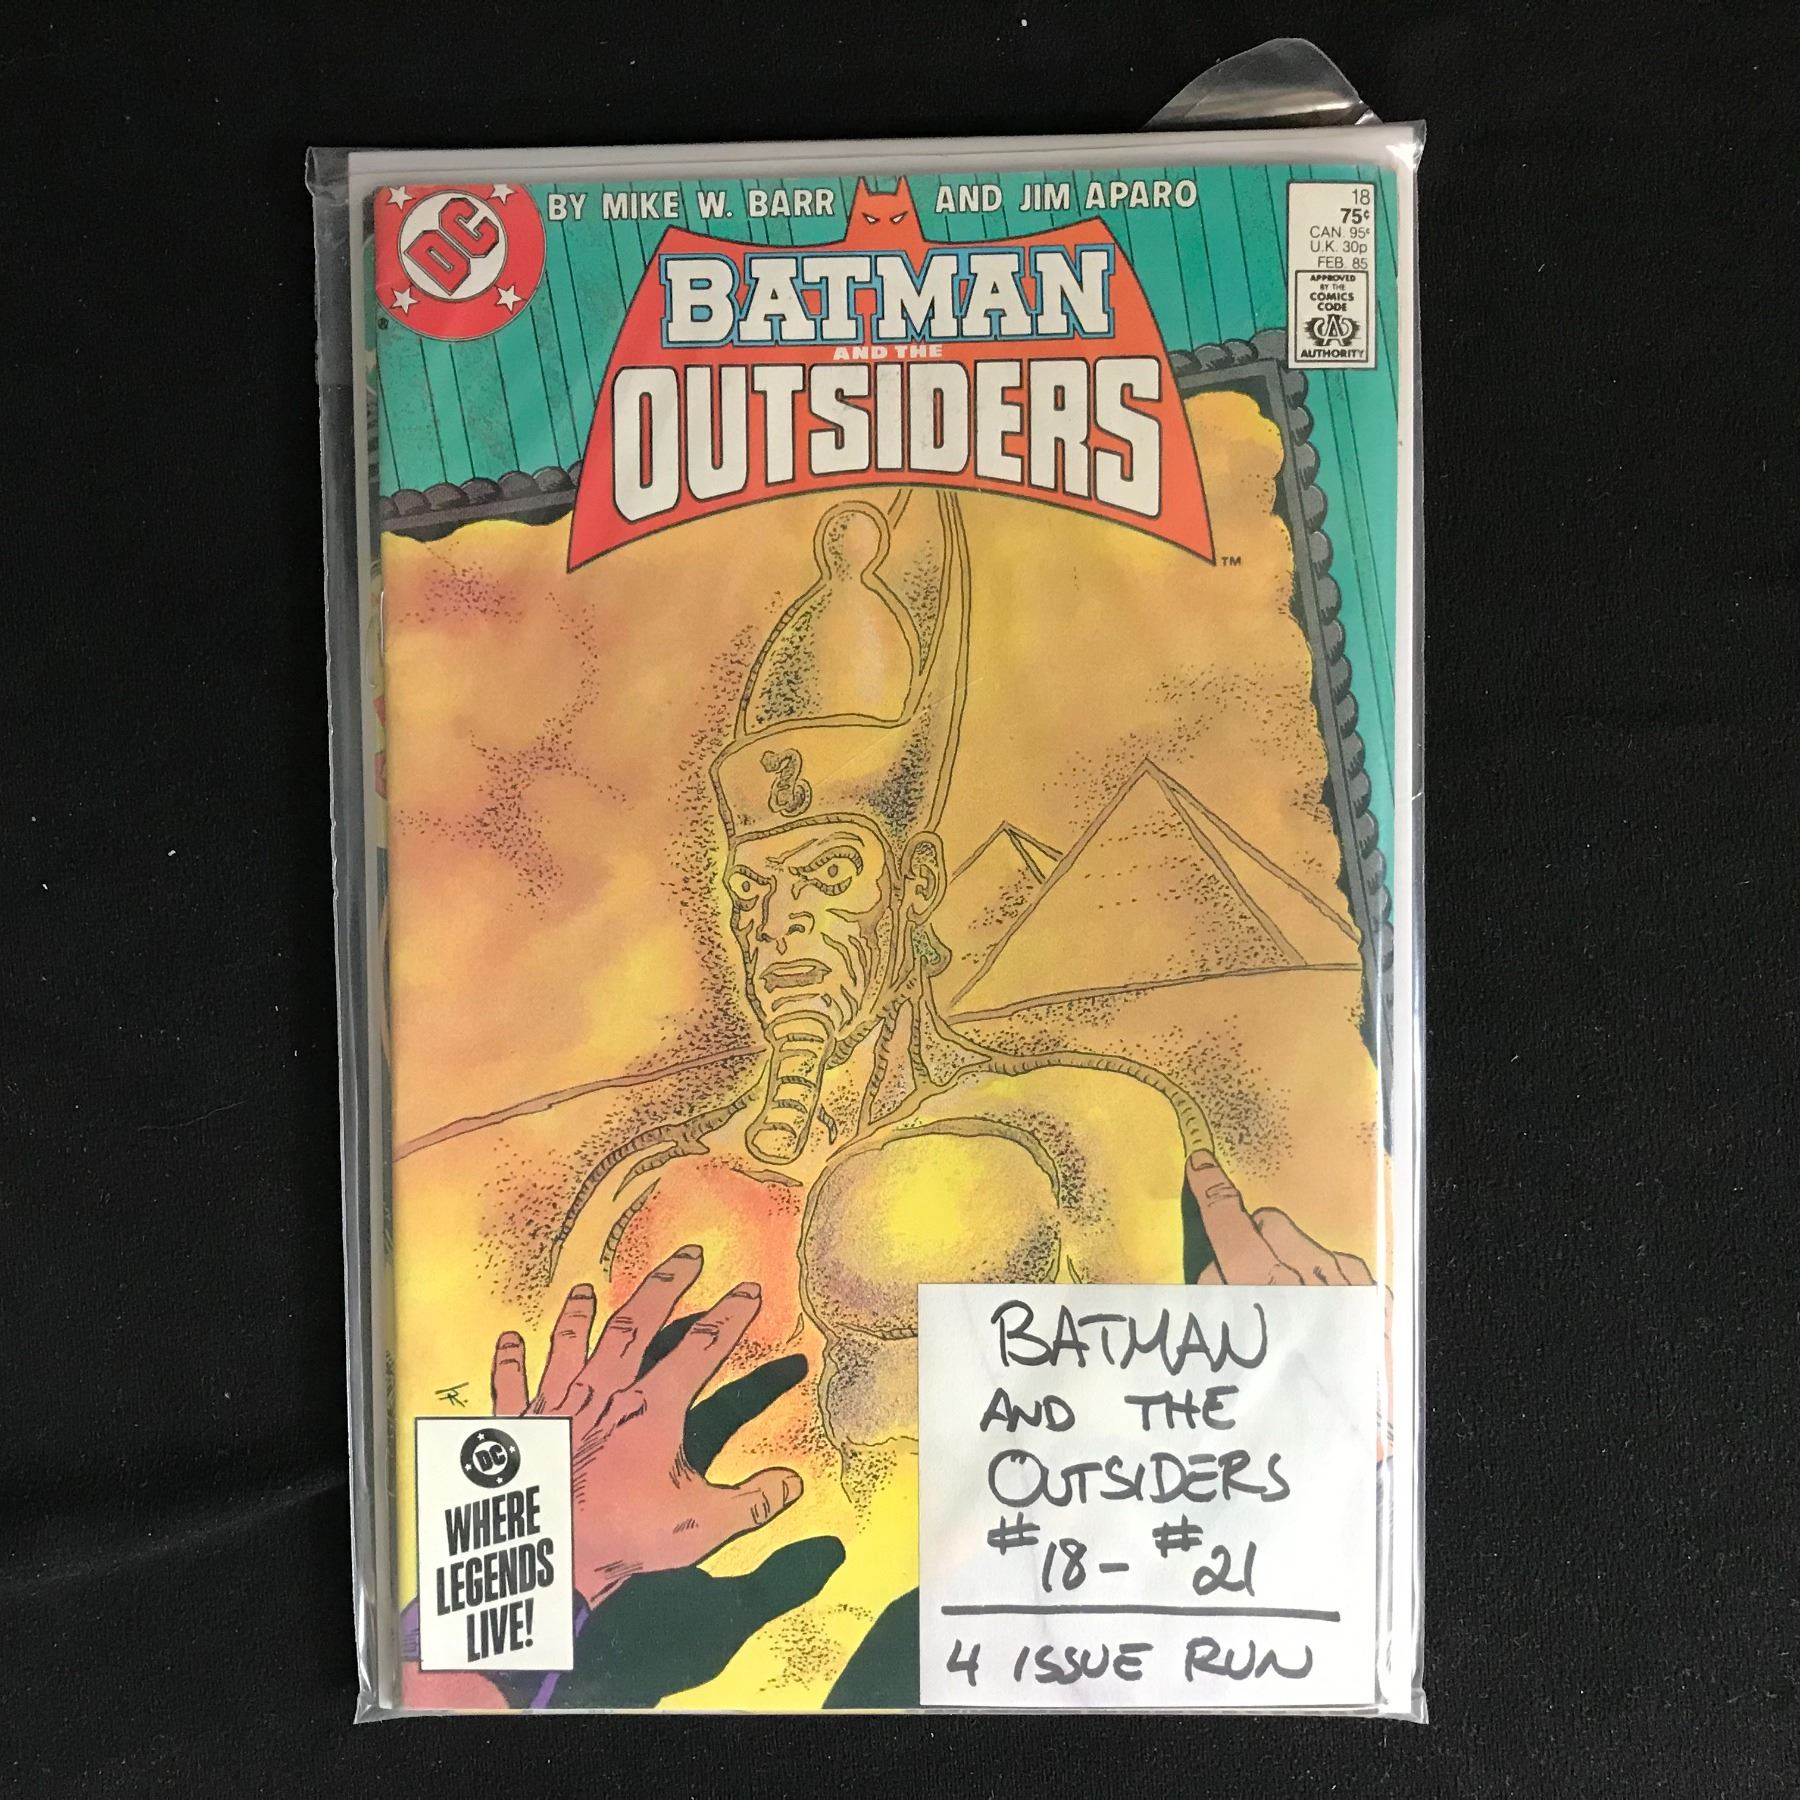 DC
®
BY MIKE W. BARR AND JIM APARO
BATMAN
AND THE
OUTSIDERS
TM
18
75¢
CAN. 95¢
U.K. 30p
FEB. 85
APPROVED
BY THE
COMICS
CODE
CA
AUTHORITY
DC
WHERE
LEGENDS
LIVE!
BATMAN
AND THE
OUTSIDERS
#18 - #21
4 ISSUE RUN